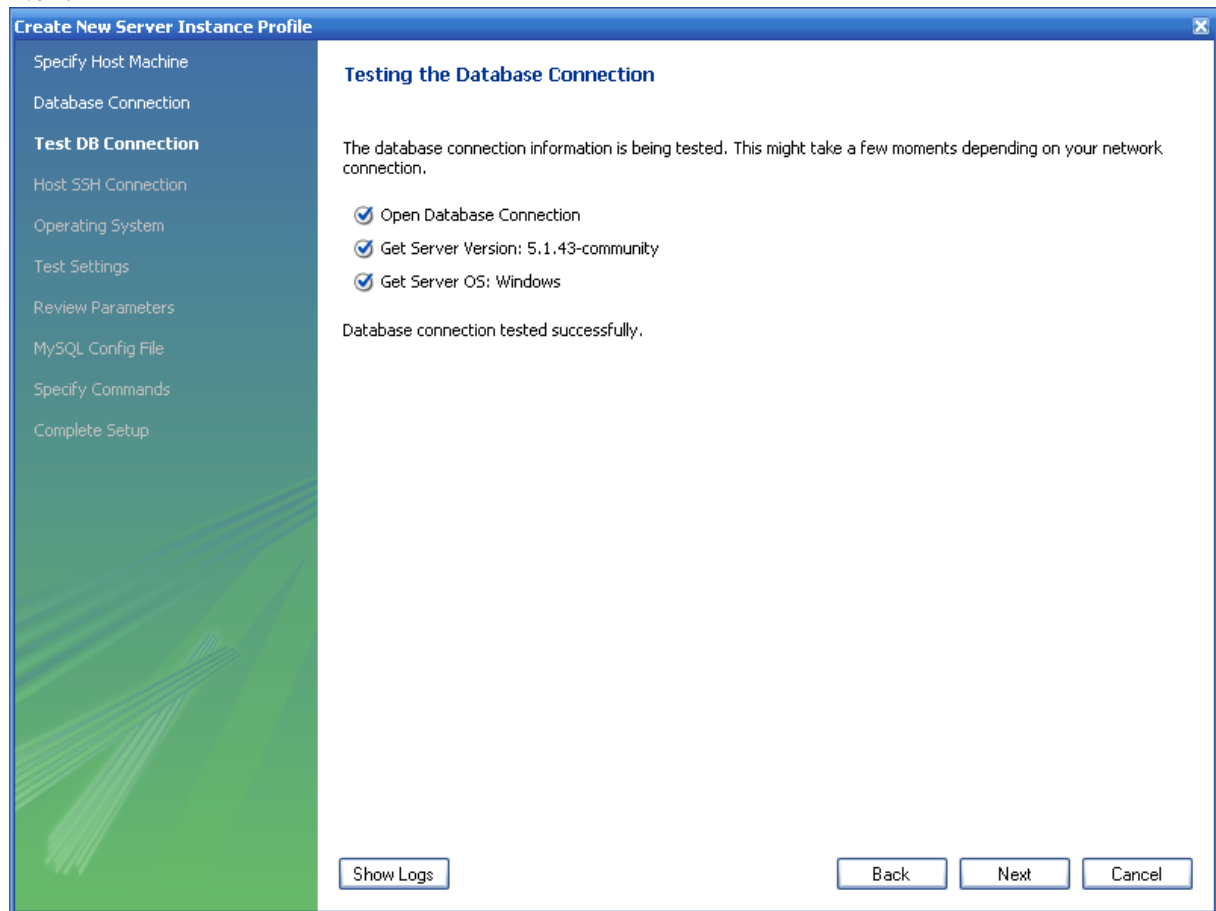 Create New Server Instance Profile
Specify Host Machine
Database Connection
Test DB Connection
Host SSH Connection
Operating System
Test Settings
Review Parameters
MySQL Config File
Specify Commands
Complete Setup
Testing the Database Connection
The database connection information is being tested. This might take a few moments depending on your network
connection.
Open Database Connection
Get Server Version: 5.1.43-community
Get Server OS: Windows
Database connection tested successfully.
Show Logs
Back
Next
Cancel